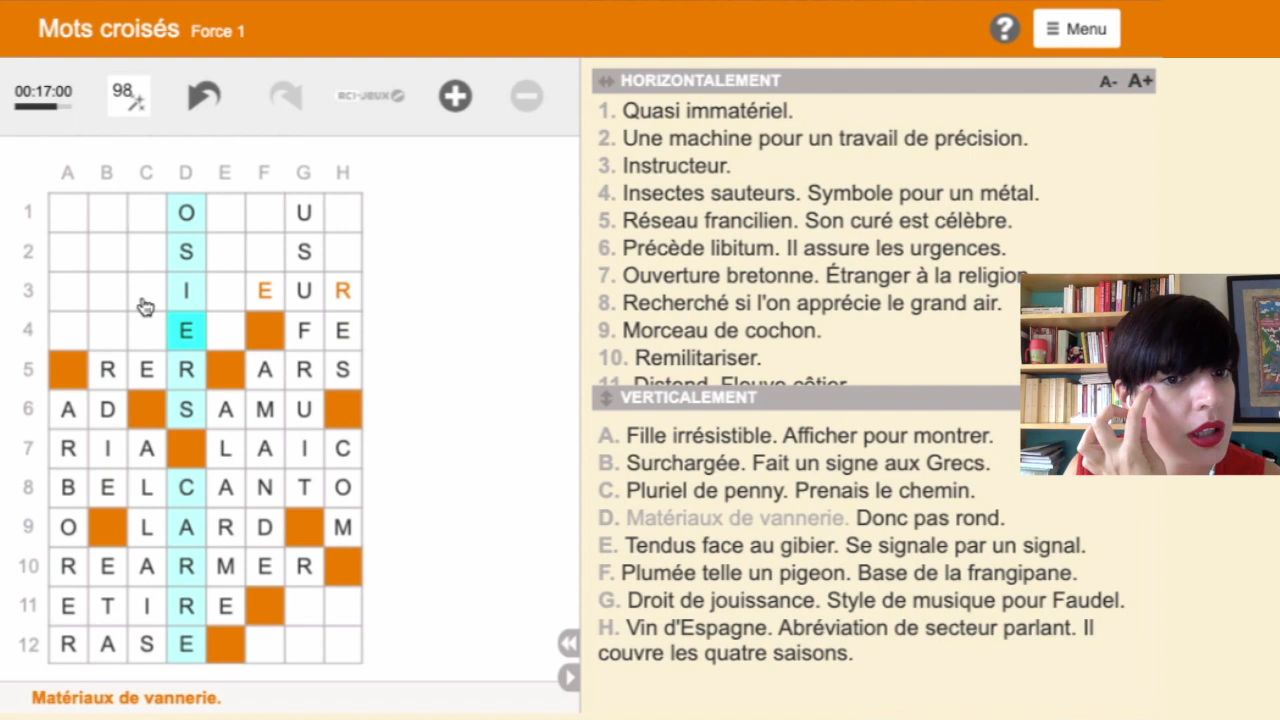 Mots croisés Force 1
? ☰ Menu
00:17:00 98 RCI-JEUX
HORIZONTALEMENT A- A+
1. Quasi immatériel.
2. Une machine pour un travail de précision.
3. Instructeur.
4. Insectes sauteurs. Symbole pour un métal.
5. Réseau francilien. Son curé est célèbre.
6. Précède libitum. Il assure les urgences.
7. Ouverture bretonne. Étranger à la religion
8. Recherché si l'on apprécie le grand air.
9. Morceau de cochon.
10. Remilitariser.
11. Distend. Fleuve côtier.
VERTICALEMENT
A. Fille irrésistible. Afficher pour montrer.
B. Surchargée. Fait un signe aux Grecs.
C. Pluriel de penny. Prenais le chemin.
D. Matériaux de vannerie. Donc pas rond.
E. Tendus face au gibier. Se signale par un signal.
F. Plumée telle un pigeon. Base de la frangipane.
G. Droit de jouissance. Style de musique pour Faudel.
H. Vin d'Espagne. Abréviation de secteur parlant. Il
couvre les quatre saisons.
A B C D E F G H
1 O U
2 S S
3 I E U R
4 E F E
5 R E R A R S
6 A D S A M U
7 R I A L A I C
8 B E L C A N T O
9 O L A R D M
10 R E A R M E R
11 E T I R E
12 R A S E
Matériaux de vannerie.